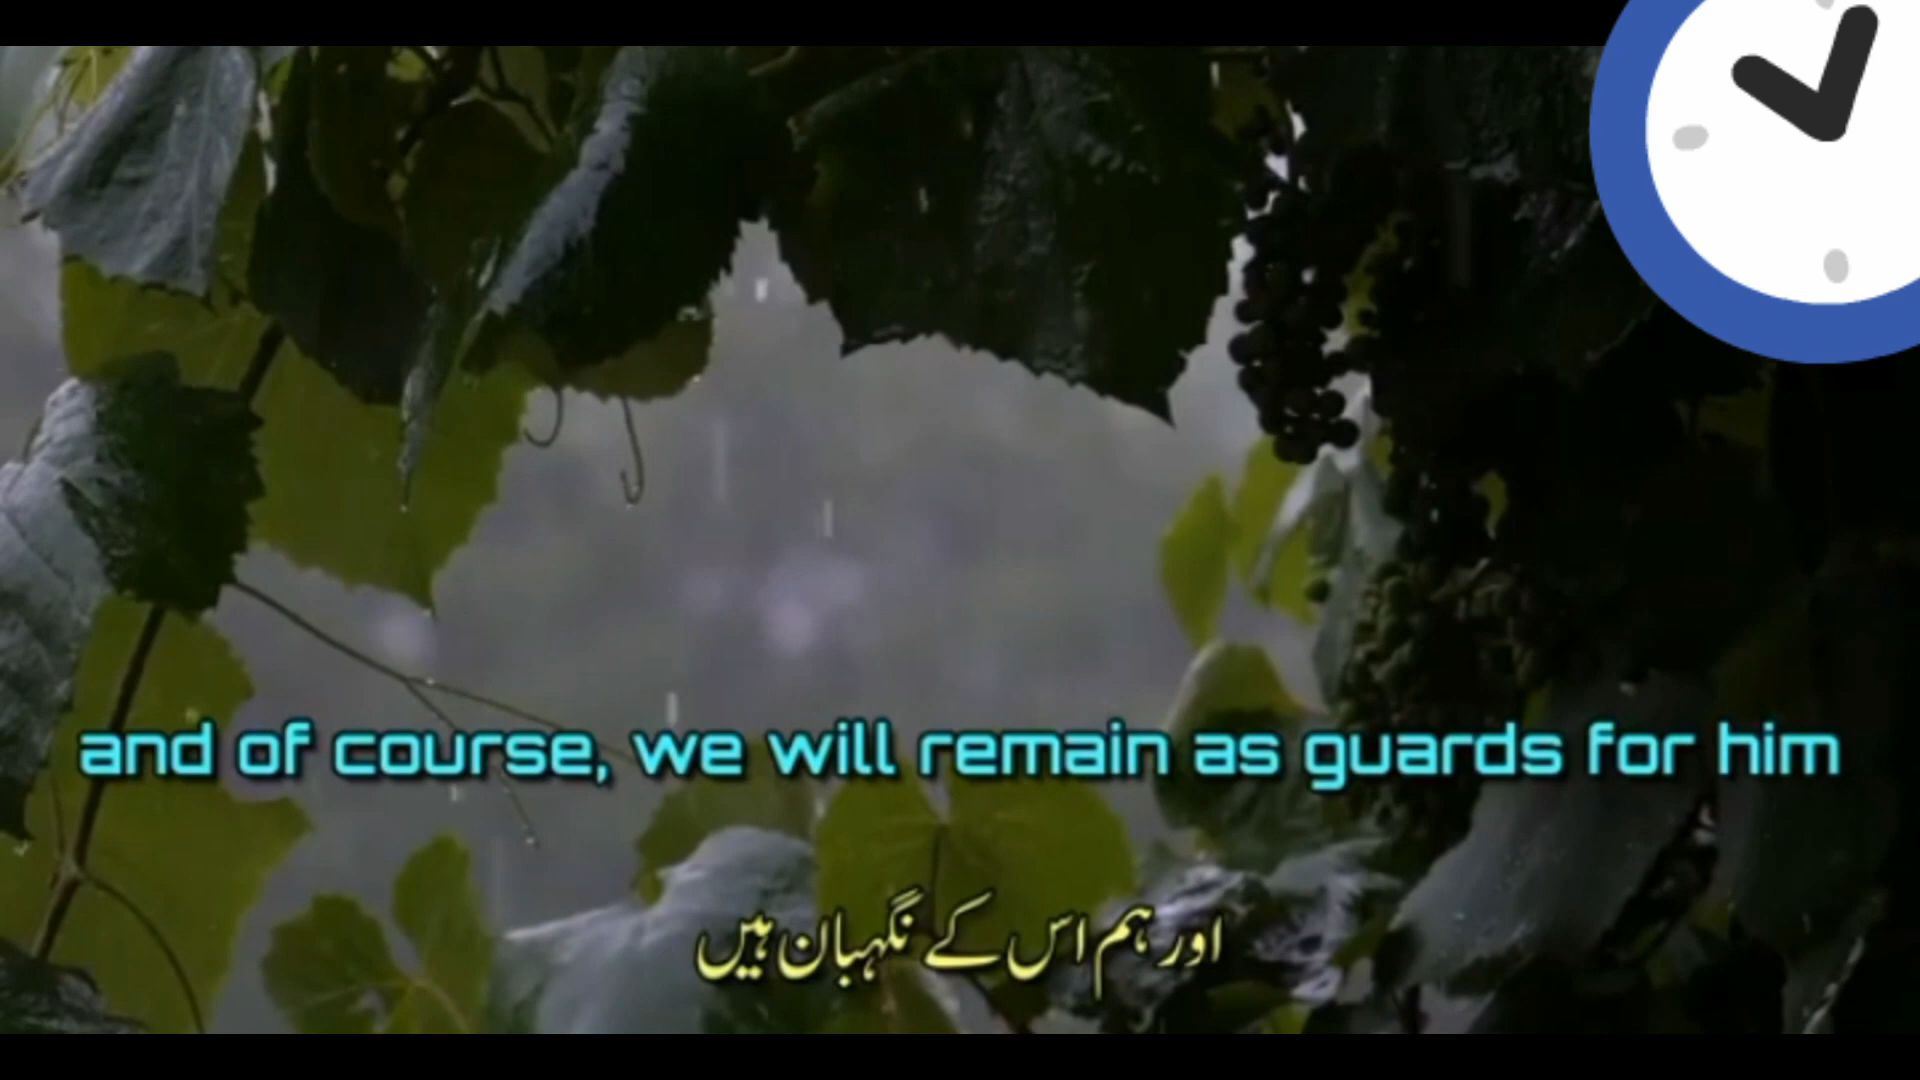 and of course, we will remain as guards for him
اور ہم اس کے نگہبان ہیں